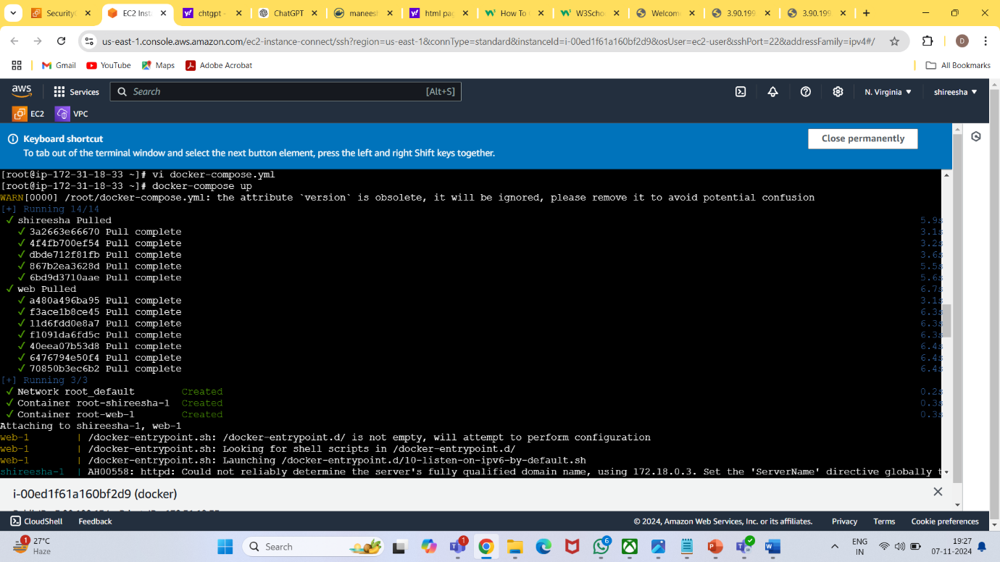 SecurityG
EC2 Inst
chtgpt -
ChatGPT
manees
html pag
How To
W3Scho
Welcom
3.90.199
3.90.199
us-east-1.console.aws.amazon.com/ec2-instance-connect/ssh?region=us-east-1&connType=standard&instanceId=i-00ed1f61a160bf2d9&osUser=ec2-user&sshPort=22&addressFamily=ipv4#/
D
Gmail
YouTube
Maps
Adobe Acrobat
All Bookmarks
aws
Services
Search
[Alt+S]
N. Virginia
shireesha
EC2
VPC
Keyboard shortcut
To tab out of the terminal window and select the next button element, press the left and right Shift keys together.
Close permanently
[root@ip-172-31-18-33 ~]# vi docker-compose.yml
[root@ip-172-31-18-33 ~]# docker-compose up
WARN[0000] /root/docker-compose.yml: the attribute `version` is obsolete, it will be ignored, please remove it to avoid potential confusion
[+] Running 14/14
✓ shireesha Pulled 5.9s
✓ 3a2663e66670 Pull complete 3.1s
✓ 4f4fb700ef54 Pull complete 3.2s
✓ dbde712f81fb Pull complete 3.6s
✓ 867b2ea3628d Pull complete 5.5s
✓ 6bd9d3710aae Pull complete 5.6s
✓ web Pulled 6.7s
✓ a480a496ba95 Pull complete 3.1s
✓ f3ace1b8ce45 Pull complete 6.3s
✓ 11d6fdd0e8a7 Pull complete 6.3s
✓ f1091da6fd5c Pull complete 6.3s
✓ 40eea07b53d8 Pull complete 6.4s
✓ 6476794e50f4 Pull complete 6.4s
✓ 70850b3ec6b2 Pull complete 6.4s
[+] Running 3/3
✓ Network root_default Created 0.2s
✓ Container root-shireesha-1 Created 0.3s
✓ Container root-web-1 Created 0.3s
Attaching to shireesha-1, web-1
web-1 | /docker-entrypoint.sh: /docker-entrypoint.d/ is not empty, will attempt to perform configuration
web-1 | /docker-entrypoint.sh: Looking for shell scripts in /docker-entrypoint.d/
web-1 | /docker-entrypoint.sh: Launching /docker-entrypoint.d/10-listen-on-ipv6-by-default.sh
shireesha-1 | AH00558: httpd: Could not reliably determine the server's fully qualified domain name, using 172.18.0.3. Set the 'ServerName' directive globally t
i-00ed1f61a160bf2d9 (docker)
CloudShell
Feedback
© 2024, Amazon Web Services, Inc. or its affiliates.
Privacy
Terms
Cookie preferences
1
27°C
Haze
Search
1
6
ENG
IN
19:27
07-11-2024